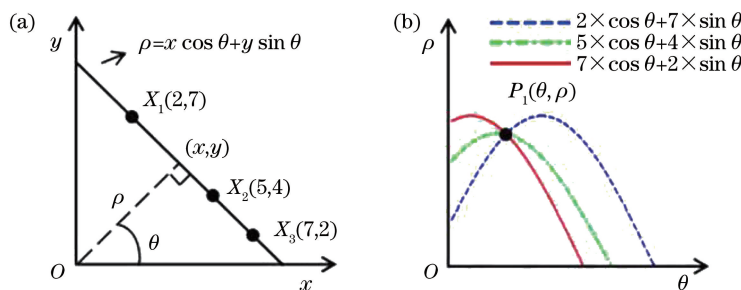 (a)
y
ρ=x cos θ+y sin θ
X₁(2,7)
(x,y)
X₂(5,4)
ρ
X₃(7,2)
θ
O
x
(b)
2×cos θ+7×sin θ
ρ
5×cos θ+4×sin θ
7×cos θ+2×sin θ
P₁(θ,ρ)
O
θ